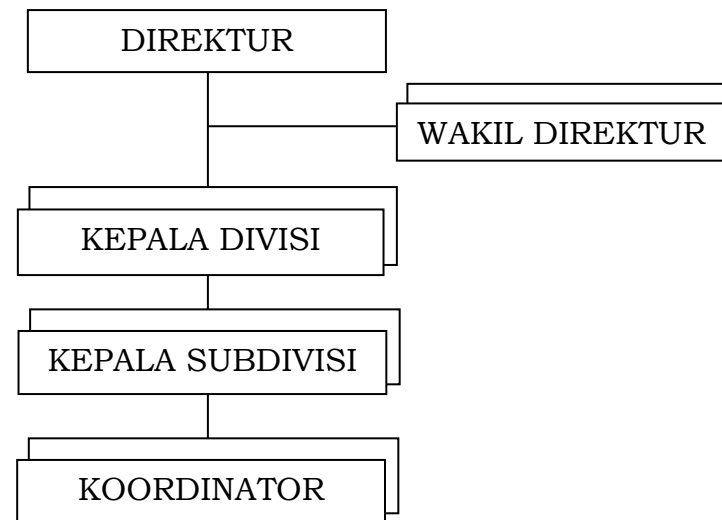 DIREKTUR
WAKIL DIREKTUR
KEPALA DIVISI
KEPALA SUBDIVISI
KOORDINATOR